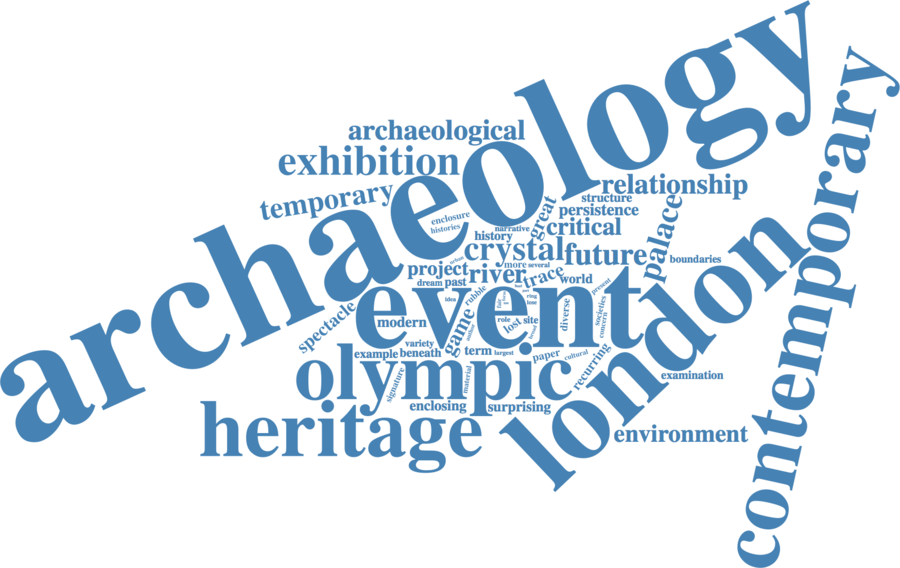 archaeology
contemporary
archaeological
exhibition
temporary
relationship
structure
persistence
great
enclosure
histories
narrative
critical
history
palace
crystal
future
boundaries
urban
more
several
project
river
trace
world
dream
past
event
rubble
idea
present
ring
spectacle
modern
game
author
role
lost
site
diverse
societies
concern
london
variety
example
beneath
term
largest
paper
cultural
recurring
olympic
signature
material
examination
enclosing
surprising
heritage
environment